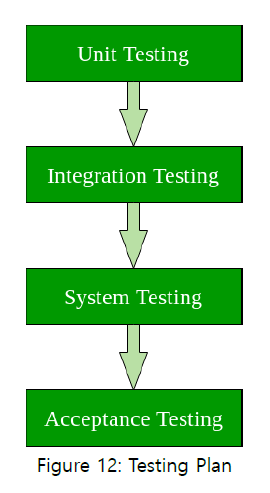 Unit Testing
Integration Testing
System Testing
Acceptance Testing
Figure 12: Testing Plan